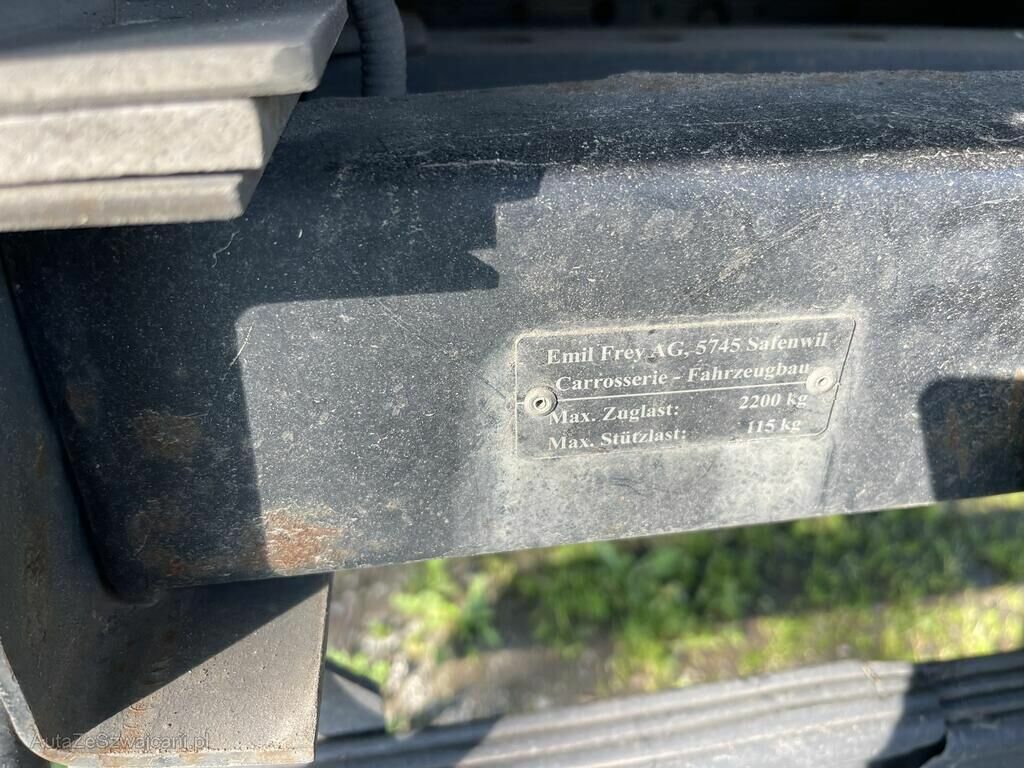 Emil Frey AG, 5745 Safenwil
Carrosserie - Fahrzeugbau
Max. Zuglast: 2200 kg
Max. Stützlast: 115 kg
AutaZeSzwajcarii.pl